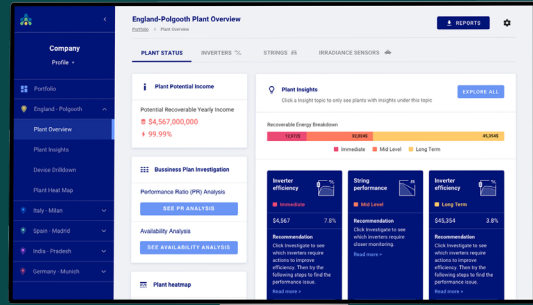 England-Polgooth Plant Overview
Portfolio > Plant Overview
REPORTS
Company
Profile
PLANT STATUS
INVERTERS
STRINGS
IRRADIANCE SENSORS
Portfolio
England - Polgooth
Plant Overview
Plant Insights
Device Drilldown
Plant Heat Map
Italy - Milan
Spain - Madrid
India - Pradesh
Germany - Munich
Plant Potential Income
Potential Recoverable Yearly Income
$4,567,000,000
99.99%
Bussiness Plan Investigation
Performance Ratio (PR) Analysis
SEE PR ANALYSIS
Availability Analysis
SEE AVAILABILITY ANALYSIS
Plant heatmap
Plant Insights
Click a insight topic to only see plants with insights under this topic
EXPLORE ALL
Recoverable Energy Breakdown
45,354$
Immediate
Mid Level
Long Term
Inverter
efficiency
Immediate
$4,567 7.8%
Recommendation
Click Investigate to see
which inverters require
actions to improve
efficiency. Then try the
following steps to find the
performance issue.
Read more >
String
performance
Mid Level
Recommendation
Click Investigate to see
which inverters require
closer monitoring.
Read more >
Inverter
efficiency
Long Term
$45,354 3.8%
Recommendation
Click Investigate to see
which inverters require
actions to improve
efficiency. Then try the
following steps to find the
performance issue.
Read more >